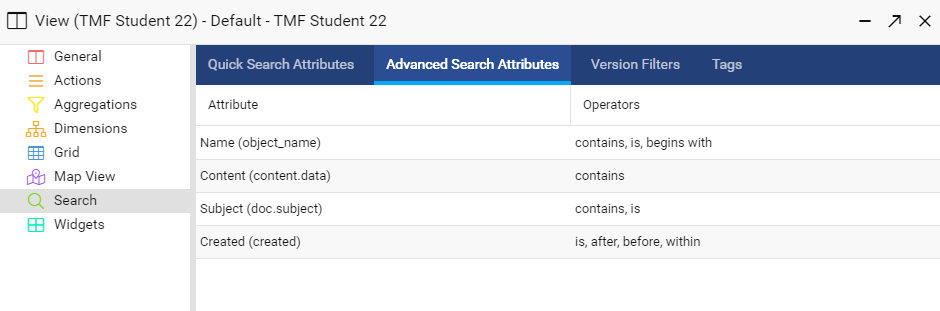 View (TMF Student 22) - Default - TMF Student 22
General
Actions
Aggregations
Dimensions
Grid
Map View
Search
Widgets
Quick Search Attributes Advanced Search Attributes Version Filters Tags
Attribute Operators
Name (object_name) contains, is, begins with
Content (content.data) contains
Subject (doc.subject) contains, is
Created (created) is, after, before, within